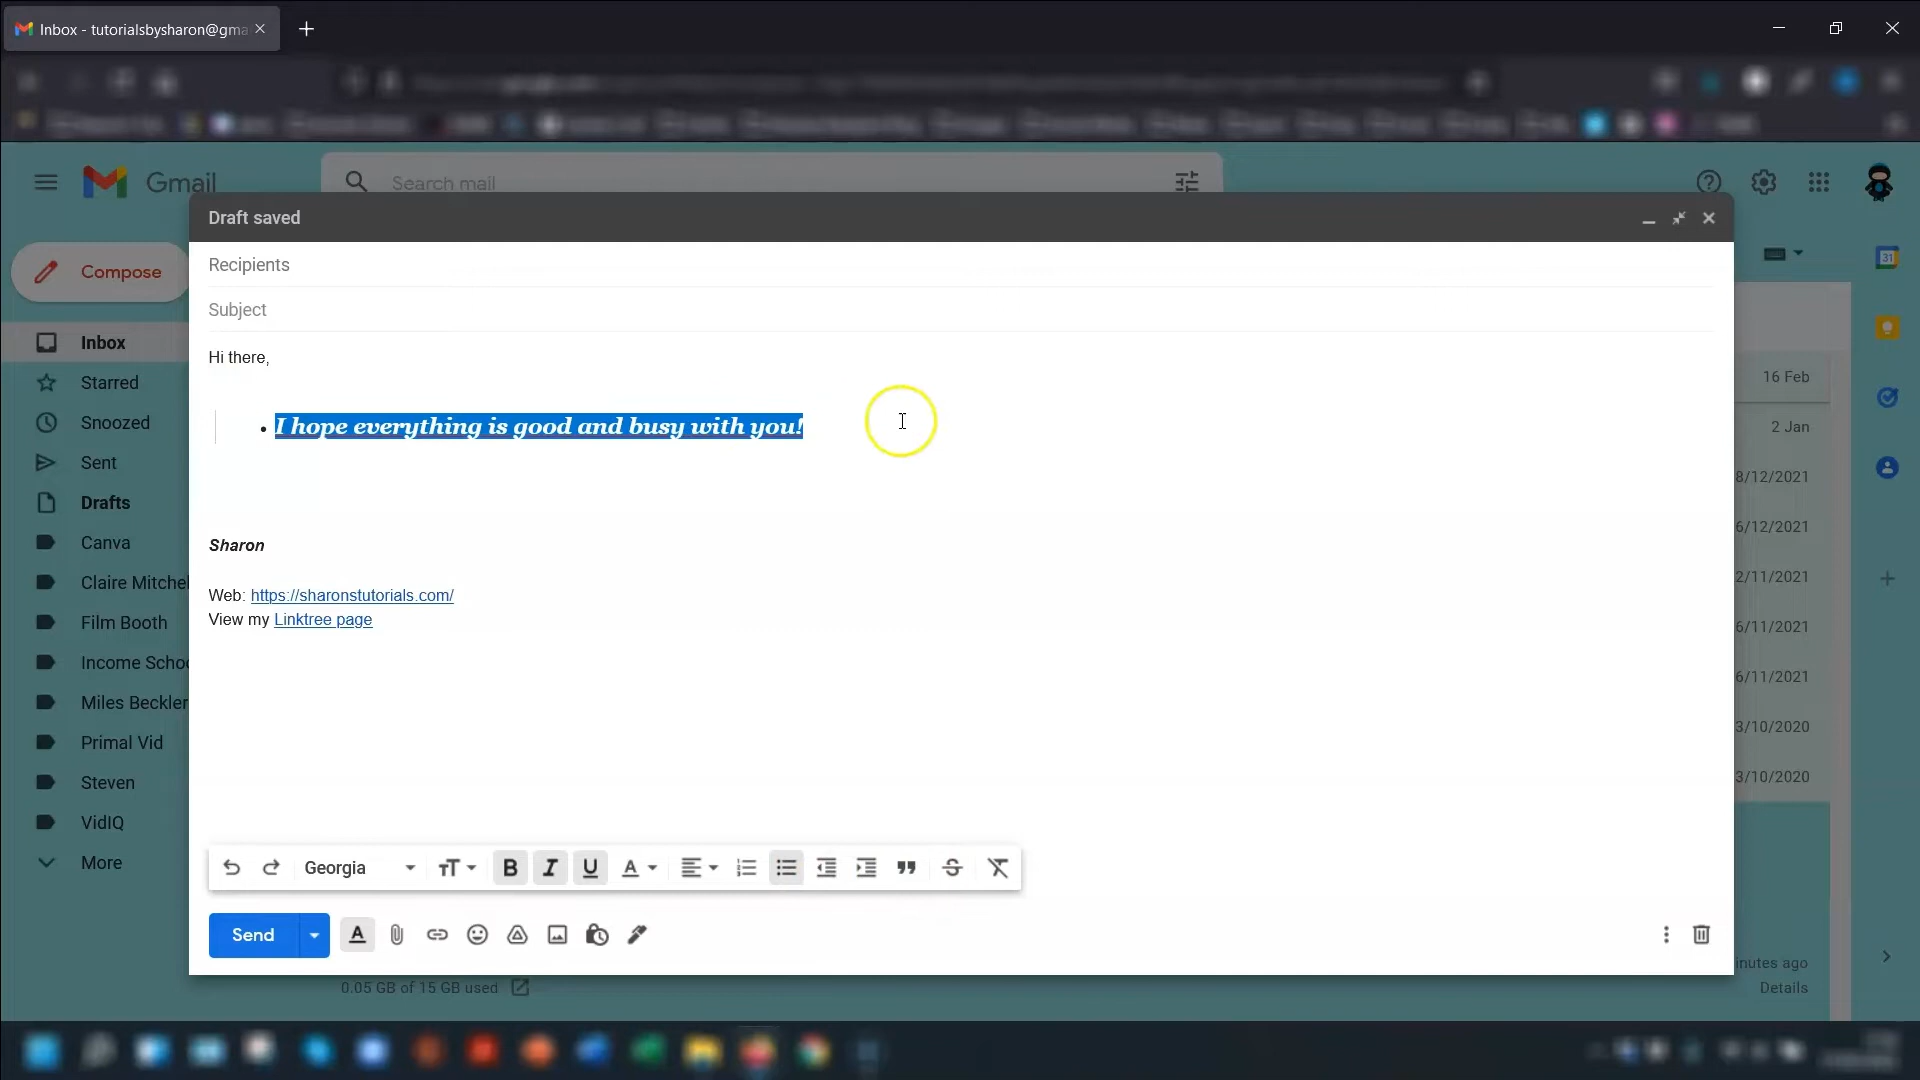 Inbox - tutorialsbysharon@gma
Gmail
Search mail
Draft saved
Compose
Recipients
Subject
Inbox
Hi there,
Starred
16 Feb
Snoozed
• I hope everything is good and busy with you!
2 Jan
Sent
8/12/2021
Drafts
6/12/2021
Canva
Sharon
Claire Mitchel
2/11/2021
Web: https://sharonstutorials.com/
Film Booth
View my Linktree page
6/11/2021
Income Schoo
6/11/2021
Miles Beckler
3/10/2020
Primal Vid
Steven
3/10/2020
VidIQ
More
Georgia
Send
inutes ago
0.05 GB of 15 GB used
Details
31